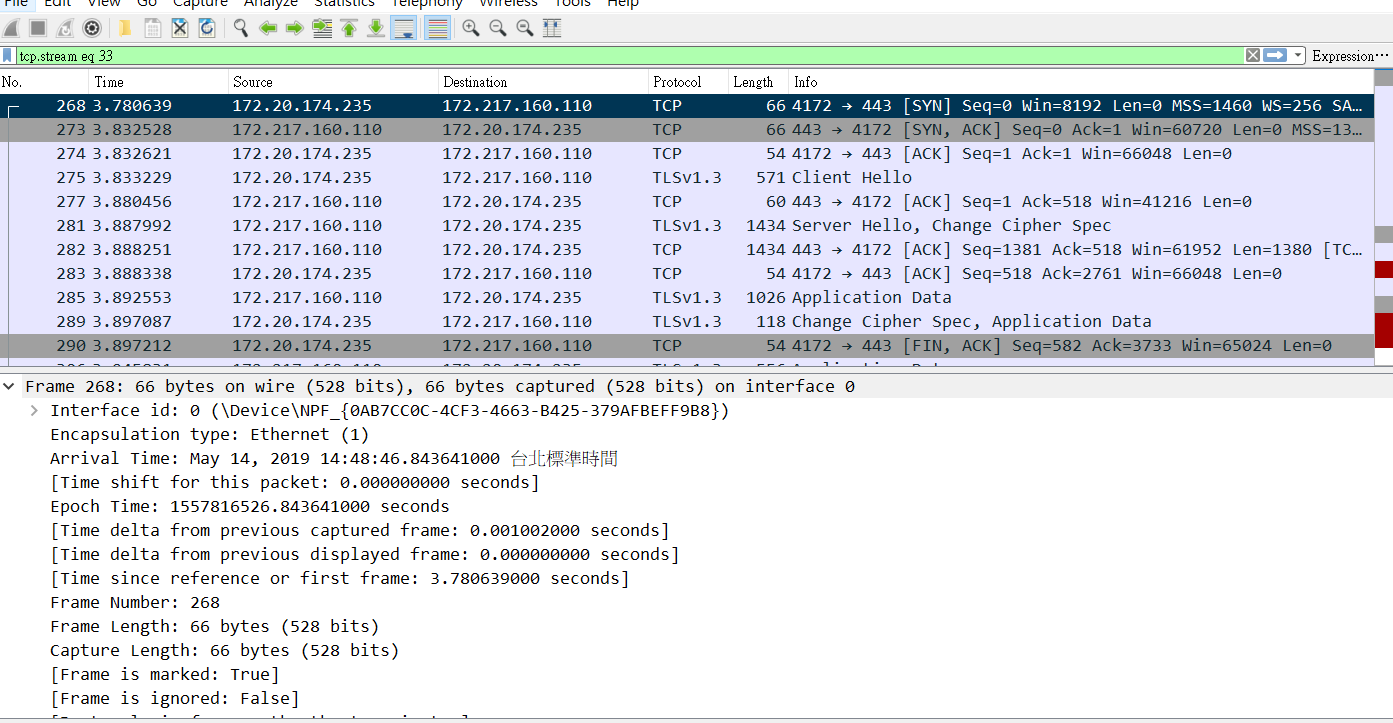 File Edit View Go Capture Analyze Statistics Telephony Wireless Tools Help
tcp.stream eq 33 Expression…
No. Time Source Destination Protocol Length Info
268 3.780639 172.20.174.235 172.217.160.110 TCP 66 4172 → 443 [SYN] Seq=0 Win=8192 Len=0 MSS=1460 WS=256 SA…
273 3.832528 172.217.160.110 172.20.174.235 TCP 66 443 → 4172 [SYN, ACK] Seq=0 Ack=1 Win=60720 Len=0 MSS=13…
274 3.832621 172.20.174.235 172.217.160.110 TCP 54 4172 → 443 [ACK] Seq=1 Ack=1 Win=66048 Len=0
275 3.833229 172.20.174.235 172.217.160.110 TLSv1.3 571 Client Hello
277 3.880456 172.217.160.110 172.20.174.235 TCP 60 443 → 4172 [ACK] Seq=1 Ack=518 Win=41216 Len=0
281 3.887992 172.217.160.110 172.20.174.235 TLSv1.3 1434 Server Hello, Change Cipher Spec
282 3.888251 172.217.160.110 172.20.174.235 TCP 1434 443 → 4172 [ACK] Seq=1381 Ack=518 Win=61952 Len=1380 [TC…
283 3.888338 172.20.174.235 172.217.160.110 TCP 54 4172 → 443 [ACK] Seq=518 Ack=2761 Win=66048 Len=0
285 3.892553 172.217.160.110 172.20.174.235 TLSv1.3 1026 Application Data
289 3.897087 172.20.174.235 172.217.160.110 TLSv1.3 118 Change Cipher Spec, Application Data
290 3.897212 172.20.174.235 172.217.160.110 TCP 54 4172 → 443 [FIN, ACK] Seq=582 Ack=3733 Win=65024 Len=0
Frame 268: 66 bytes on wire (528 bits), 66 bytes captured (528 bits) on interface 0
Interface id: 0 (\Device\NPF_{0AB7CC0C-4CF3-4663-B425-379AFBEFF9B8})
Encapsulation type: Ethernet (1)
Arrival Time: May 14, 2019 14:48:46.843641000 台北標準時間
[Time shift for this packet: 0.000000000 seconds]
Epoch Time: 1557816526.843641000 seconds
[Time delta from previous captured frame: 0.001002000 seconds]
[Time delta from previous displayed frame: 0.000000000 seconds]
[Time since reference or first frame: 3.780639000 seconds]
Frame Number: 268
Frame Length: 66 bytes (528 bits)
Capture Length: 66 bytes (528 bits)
[Frame is marked: True]
[Frame is ignored: False]